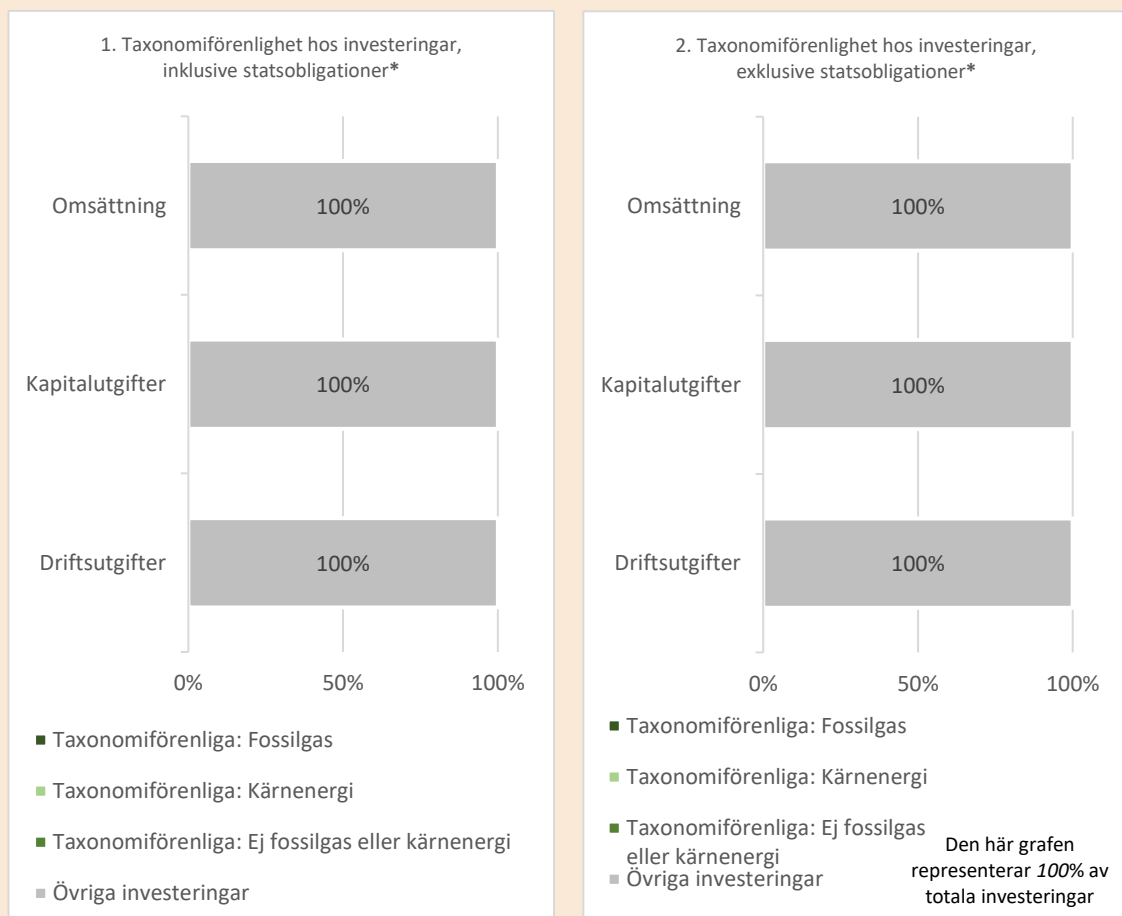 1. Taxonomiförenlighet hos investeringar,
inklusive statsobligationer*
Omsättning
100%
Kapitalutgifter
100%
Driftsutgifter
100%
0%
50%
100%
Taxonomiförenliga: Fossilgas
Taxonomiförenliga: Kärnenergi
Taxonomiförenliga: Ej fossilgas eller kärnenergi
Övriga investeringar
2. Taxonomiförenlighet hos investeringar,
exklusive statsobligationer*
Omsättning
100%
Kapitalutgifter
100%
Driftsutgifter
100%
0%
50%
100%
Taxonomiförenliga: Fossilgas
Taxonomiförenliga: Kärnenergi
Taxonomiförenliga: Ej fossilgas
eller kärnenergi
Övriga investeringar
Den här grafen
representerar 100% av
totala investeringar